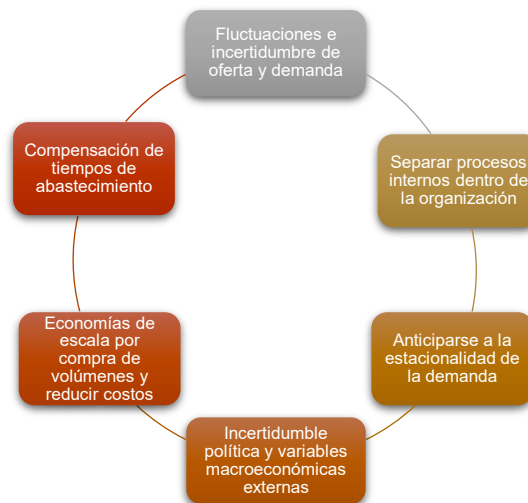 Fluctuaciones e
incertidumbre de
oferta y demanda
Separar procesos
internos dentro de
la organización
Anticiparse a la
estacionalidad de
la demanda
Incertidumble
política y variables
macroeconómicas
externas
Economías de
escala por
compra de
volúmenes y
reducir costos
Compensación de
tiempos de
abastecimiento